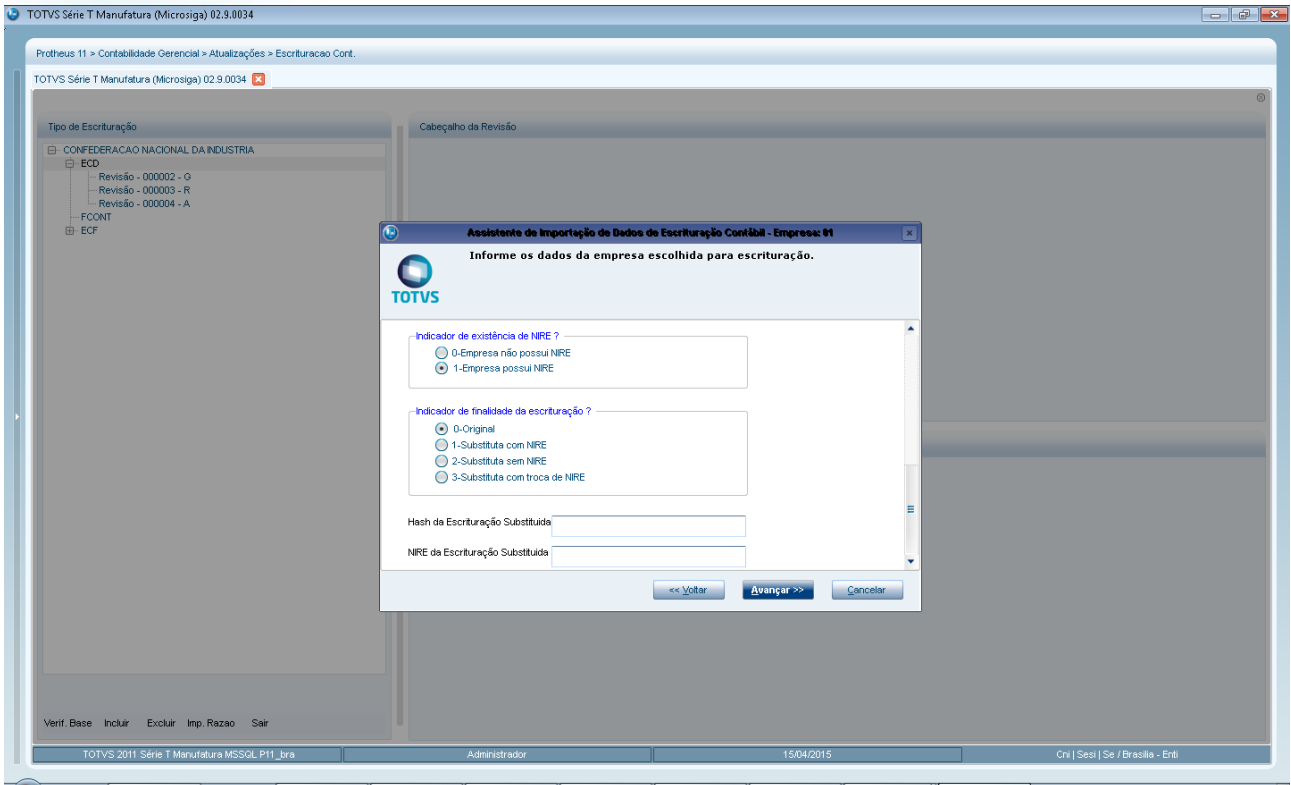 TOTVS Série T Manufatura (Microsiga) 02.9.0034
Protheus 11 > Contabilidade Gerencial > Atualizações > Escrituracao Cont.
TOTVS Série T Manufatura (Microsiga) 02.9.0034
Tipo de Escrituração
Cabeçalho da Revisão
CONFEDERACAO NACIONAL DA INDUSTRIA
ECD
Revisão - 000002 - G
Revisão - 000003 - R
Revisão - 000004 - A
FCONT
ECF
Assistente de Importação de Dados de Escrituração Contábil - Empresa: 01
Informe os dados da empresa escolhida para escrituração.
TOTVS
Indicador de existência de NIRE ?
0-Empresa não possui NIRE
1-Empresa possui NIRE
Indicador de finalidade da escrituração ?
0-Original
1-Substituta com NIRE
2-Substituta sem NIRE
3-Substituta com troca de NIRE
Hash da Escrituração Substituida
NIRE da Escrituração Substituida
<< Voltar
Avançar >>
Cancelar
Verif. Base Incluir Excluir Imp. Razao Sair
TOTVS 2011 Série T Manufatura MSSQL P11_bra
Administrador
15/04/2015
Cni | Sesi | Se / Brasilia - Enti